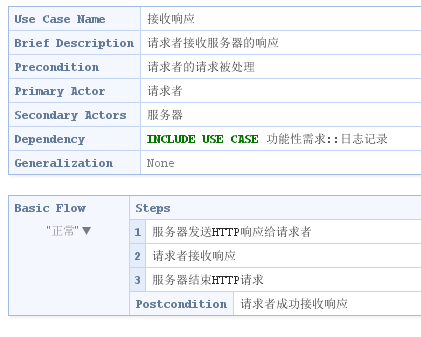 Use Case Name 接收响应
Brief Description 请求者接收服务器的响应
Precondition 请求者的请求被处理
Primary Actor 请求者
Secondary Actors 服务器
Dependency INCLUDE USE CASE 功能性需求::日志记录
Generalization None
Basic Flow Steps
"正常" ▼
1 服务器发送HTTP响应给请求者
2 请求者接收响应
3 服务器结束HTTP请求
Postcondition 请求者成功接收响应